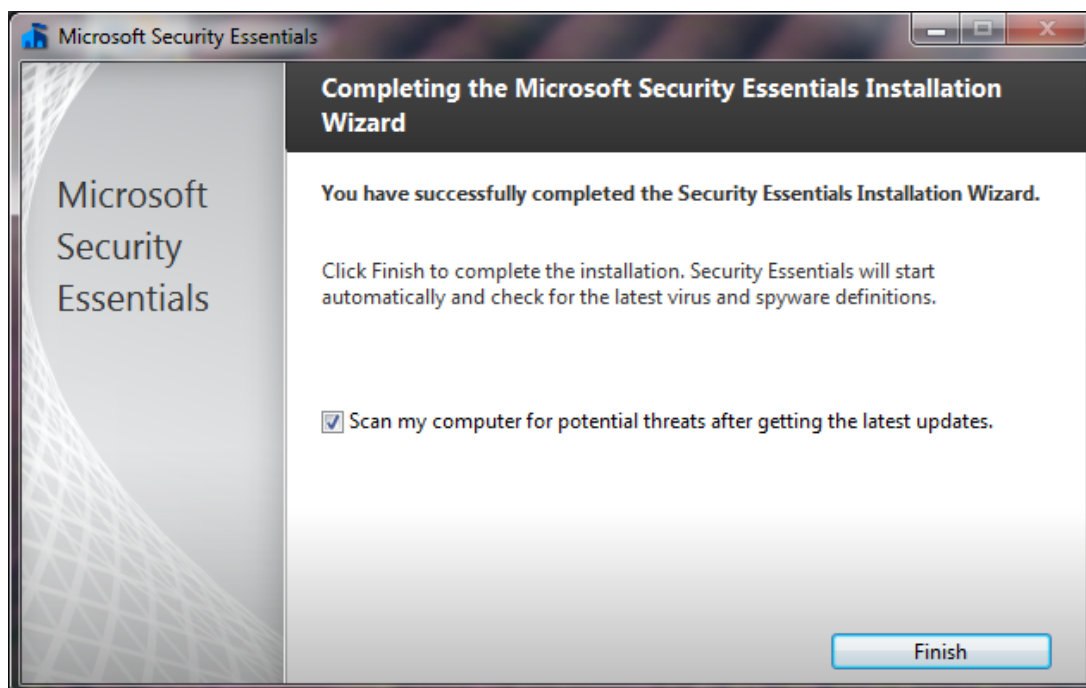 Microsoft Security Essentials
Completing the Microsoft Security Essentials Installation
Wizard
Microsoft
Security
Essentials
You have successfully completed the Security Essentials Installation Wizard.
Click Finish to complete the installation. Security Essentials will start
automatically and check for the latest virus and spyware definitions.
Scan my computer for potential threats after getting the latest updates.
Finish